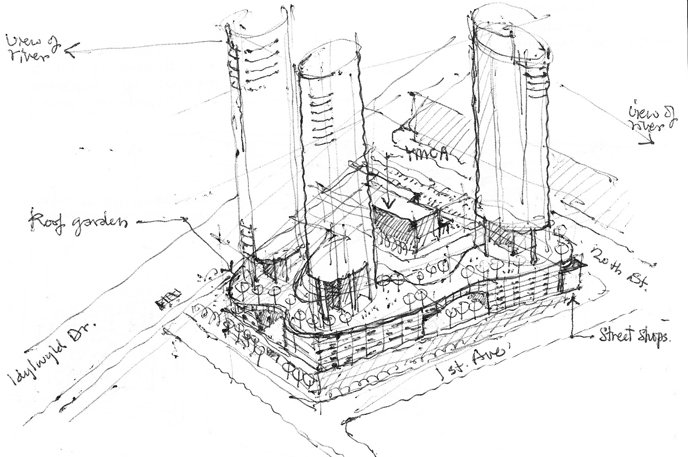 View of
river
View of
river
YMCA
Roof garden
20th St.
Idylwyld Dr.
Street Shops.
1st. Ave